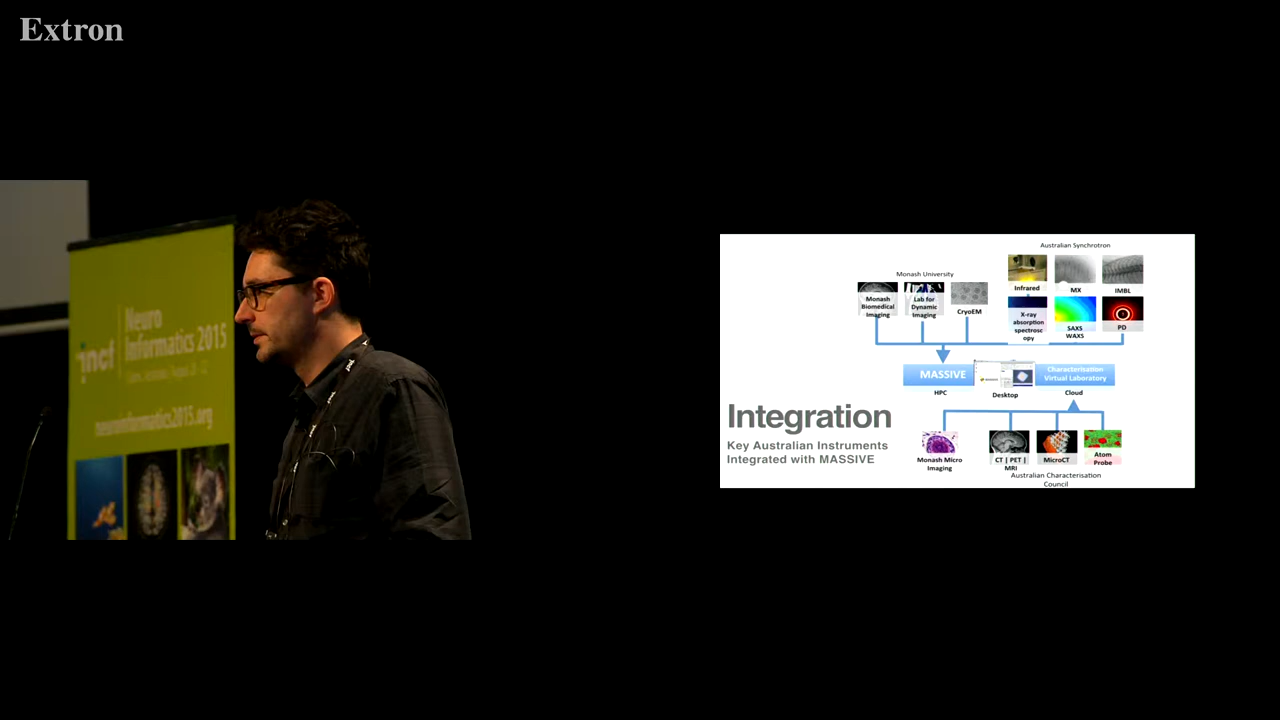 Extron
incf
Neuro
Informatics 2015
neuroinformatics2015.org
Australian Synchrotron
Monash University
Infrared
MX
IMBL
Monash
Biomedical
Imaging
Lab for
Dynamic
Imaging
CryoEM
X-ray
absorption
spectrosc
opy
SAXS
WAXS
PD
MASSIVE
Characterisation
Virtual Laboratory
HPC
Desktop
Cloud
Integration
Key Australian Instruments
Integrated with MASSIVE
Monash Micro
Imaging
CT | PET |
MRI
MicroCT
Atom
Probe
Australian Characterisation
Council